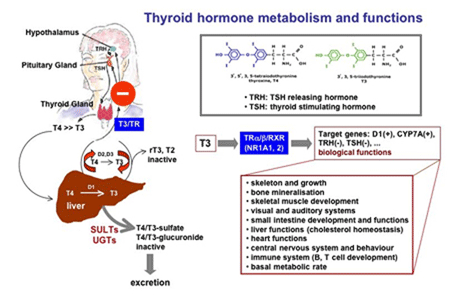 Thyroid hormone metabolism and functions
Hypothalamus
TRH
Pituitary Gland
TSH
Thyroid Gland
T3/TR
T4 >> T3
D2,D3
T4 → T3
rT3, T2
inactive
D1
T4 → T3
liver
SULTs
UGTs
T4/T3-sulfate
T4/T3-glucuronide
inactive
excretion
3', 5', 3, 5-tetraiodothyronine
thyroxine, T4
3', 3, 5-triiodothyronine
T3
• TRH: TSH releasing hormone
• TSH: thyroid stimulating hormone
T3
TRα/β/RXR
(NR1A1, 2)
Target genes: D1(+), CYP7A(+),
TRH(-), TSH(-), ...
biological functions
• skeleton and growth
• bone mineralisation
• skeletal muscle development
• visual and auditory systems
• small intestine development and functions
• liver functions (cholesterol homeostasis)
• heart functions
• central nervous system and behaviour
• immune system (B, T cell development)
• basal metabolic rate